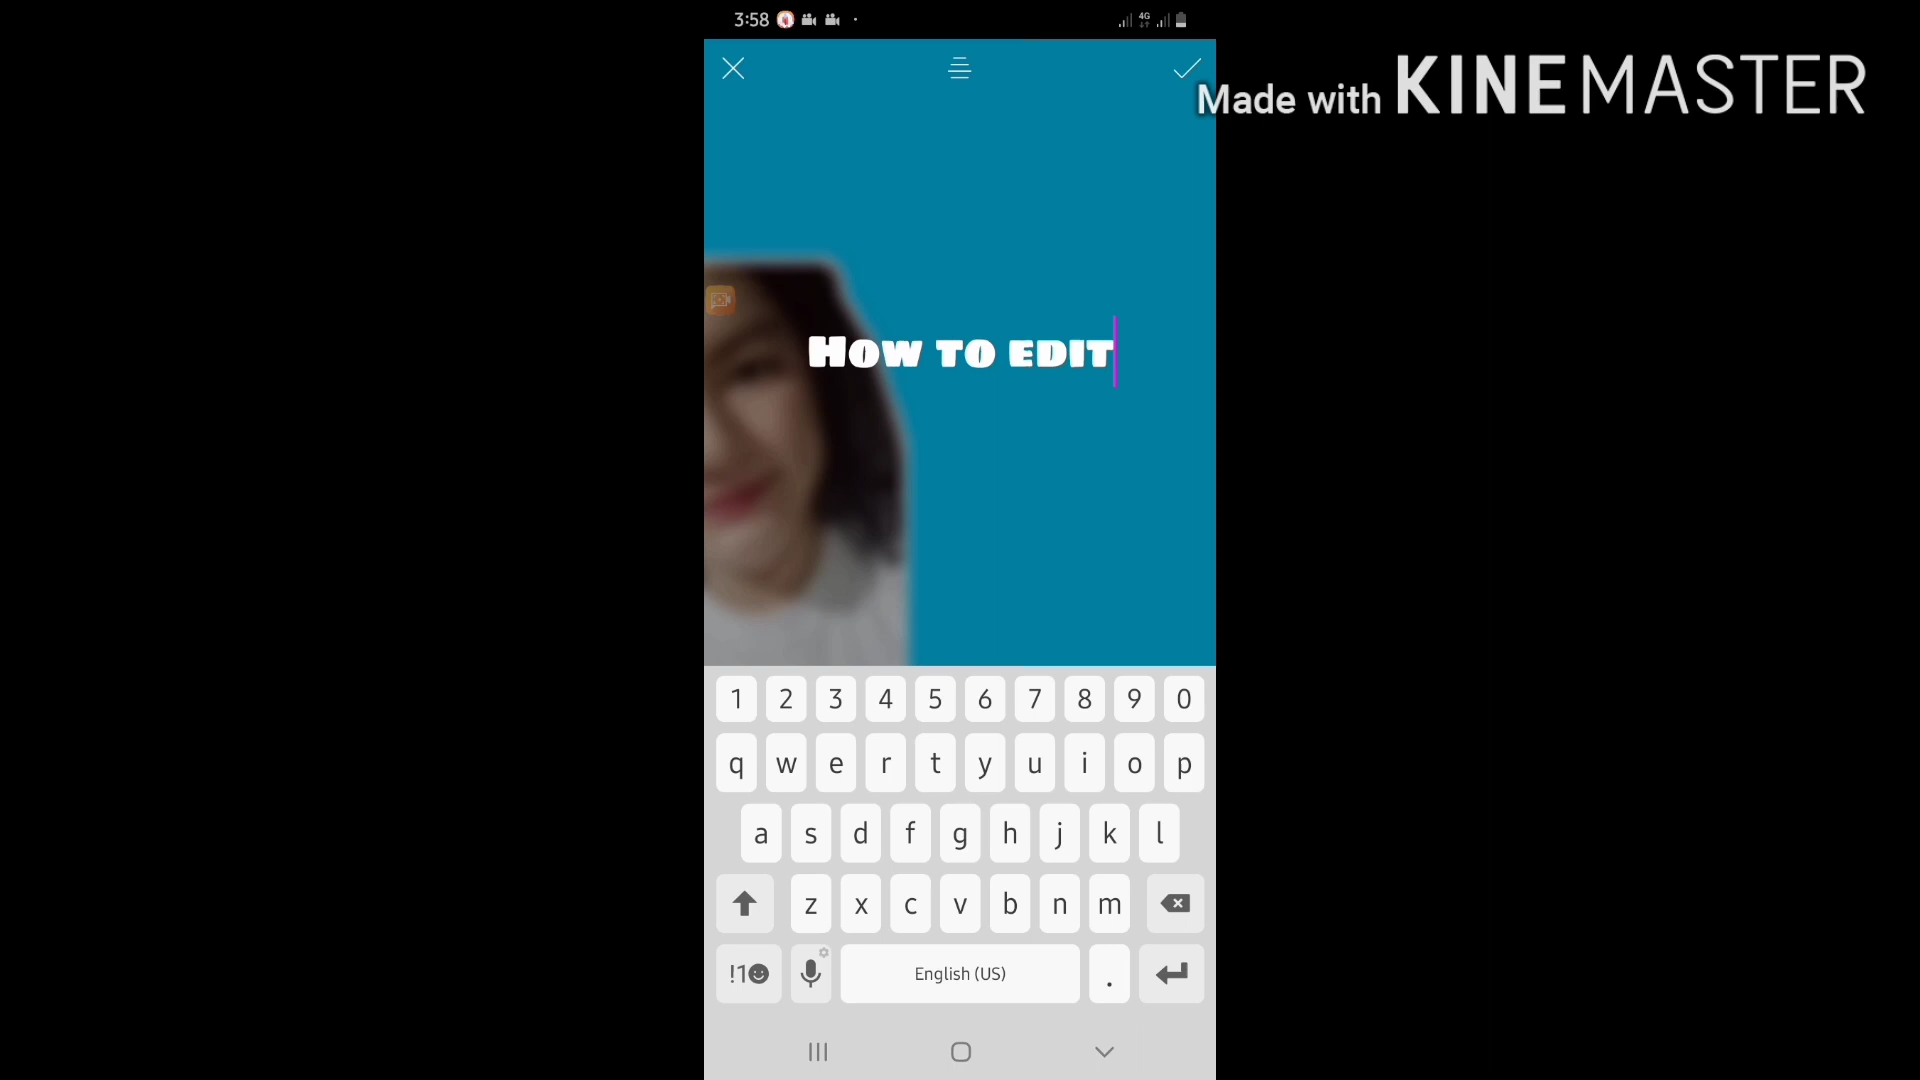 3:58
4G
Made with KINEMASTER
How to edit
1 2 3 4 5 6 7 8 9 0
q w e r t y u i o p
a s d f g h j k l
z x c v b n m
!1
English (US)
.